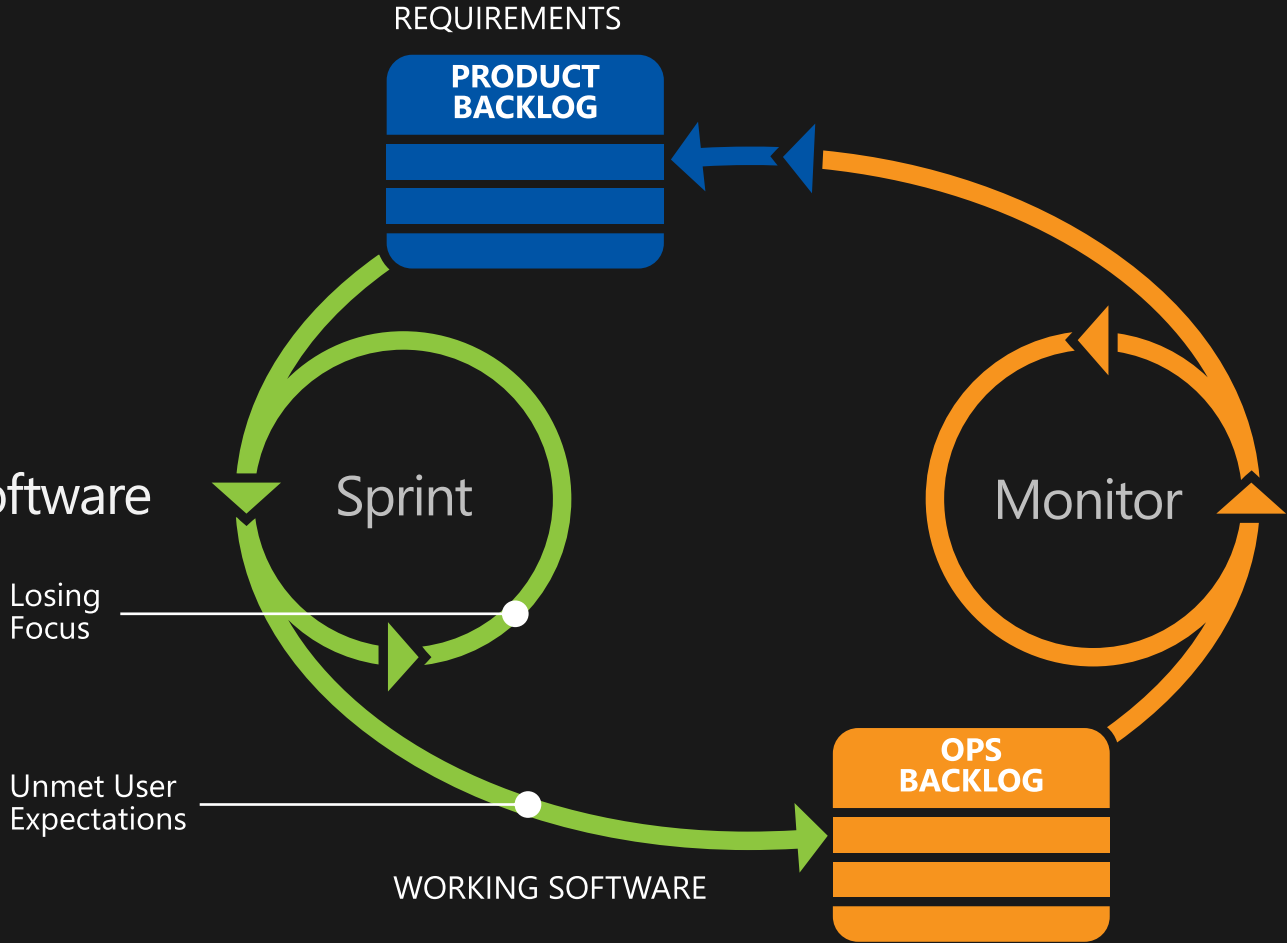 REQUIREMENTS
PRODUCT
BACKLOG
Sprint
Monitor
Losing
Focus
Unmet User
Expectations
OPS
BACKLOG
WORKING SOFTWARE